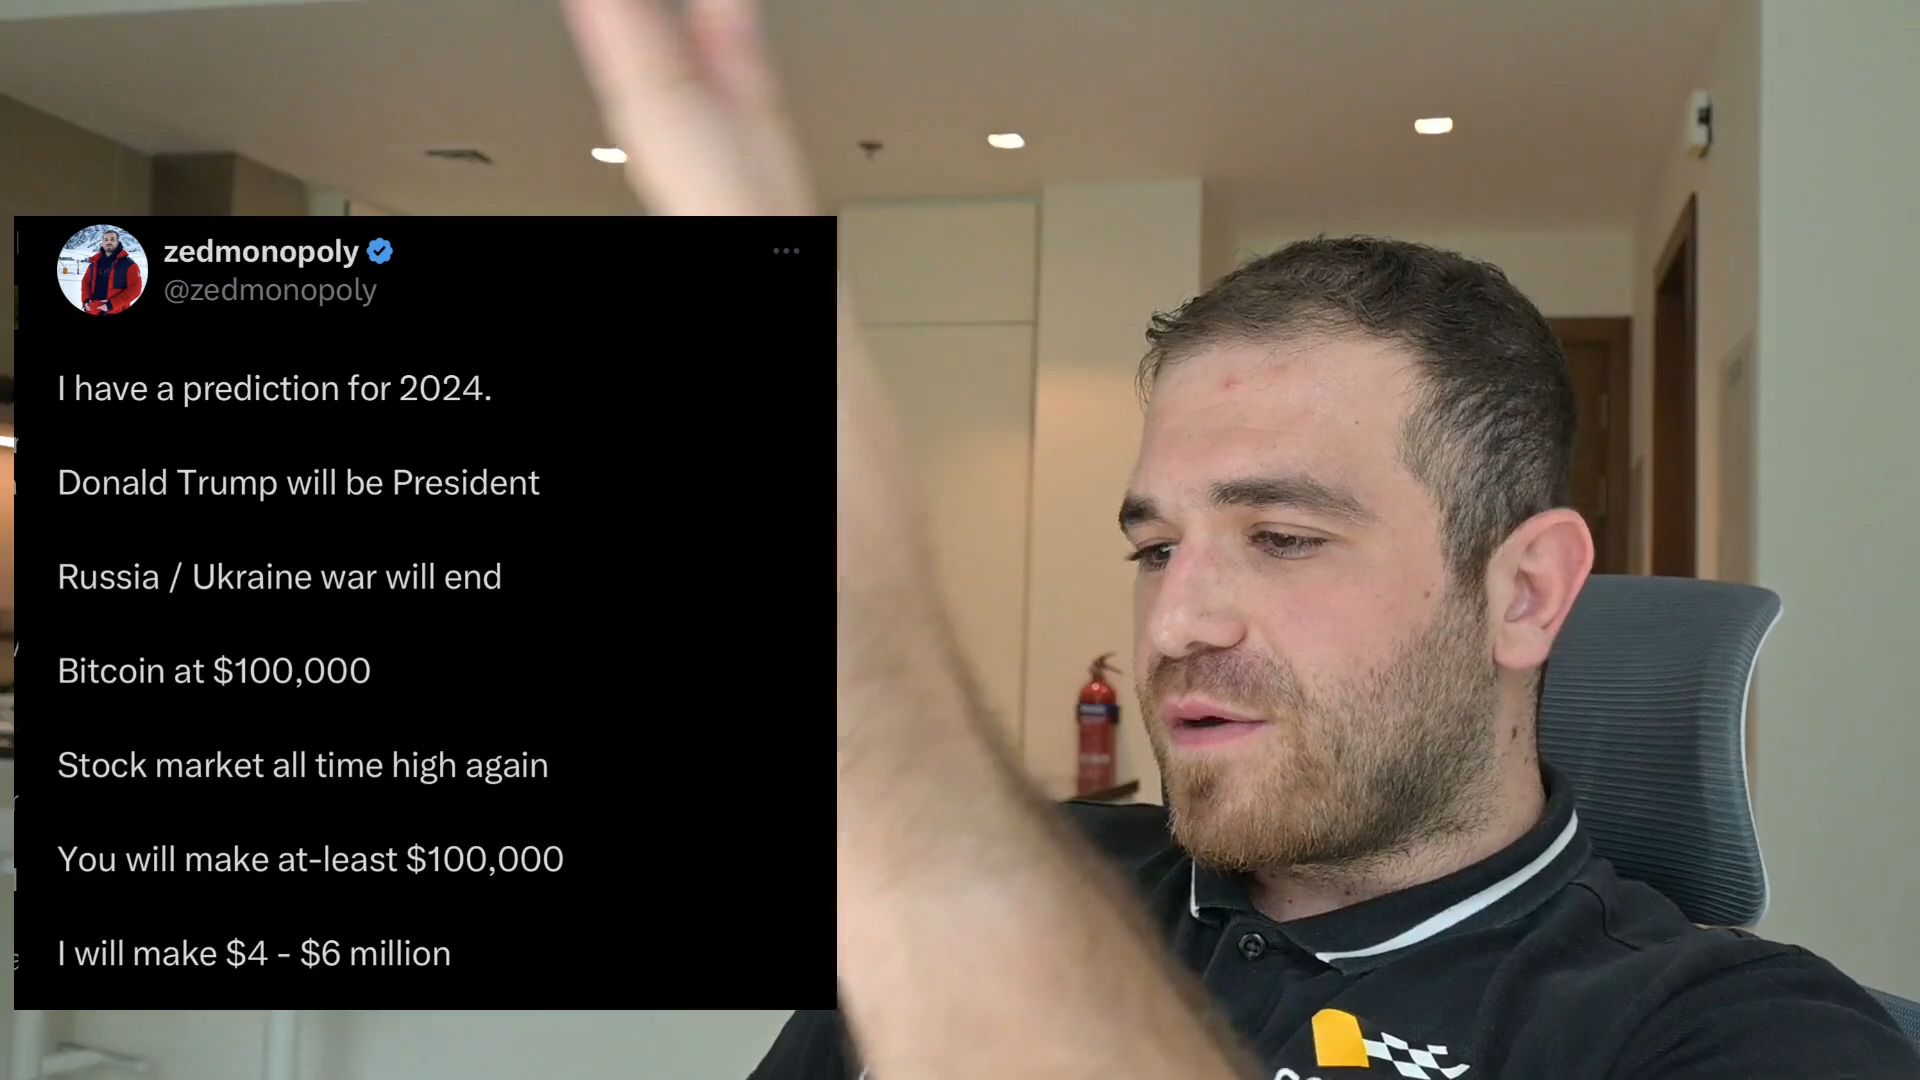 zedmonopoly
@zedmonopoly
I have a prediction for 2024.
Donald Trump will be President
Russia / Ukraine war will end
Bitcoin at $100,000
Stock market all time high again
You will make at-least $100,000
I will make $4 - $6 million